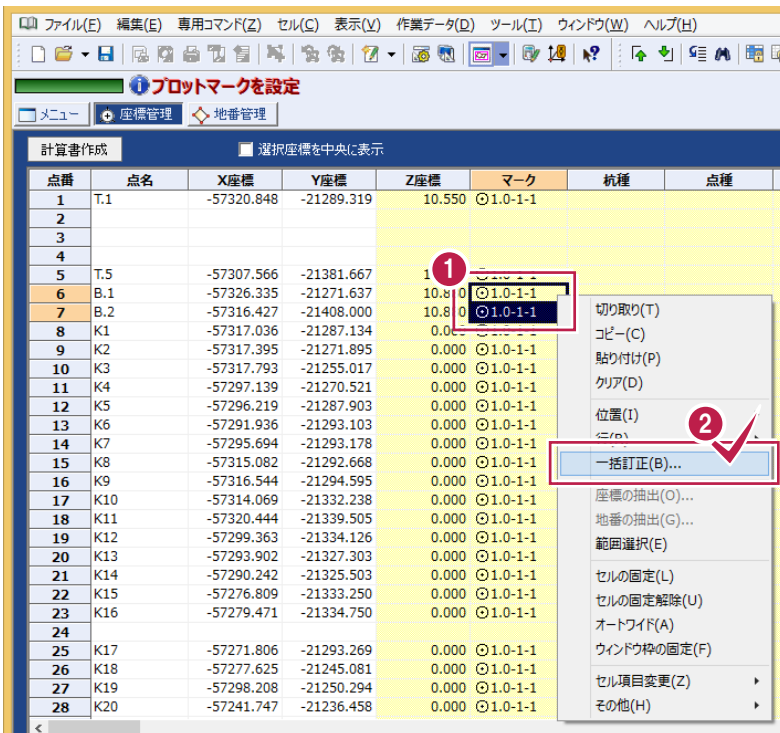 ファイル(F) 編集(E) 専用コマンド(Z) セル(C) 表示(V) 作業データ(D) ツール(T) ウィンドウ(W) ヘルプ(H)
プロットマークを設定
メニュー 座標管理 地番管理
計算書作成 選択座標を中央に表示
点番 点名 X座標 Y座標 Z座標 マーク 杭種 点種
1 T.1 -57320.848 -21289.319 10.550 1.0-1-1
2
3
4
5 T.5 -57307.566 -21381.667
1
6 B.1 -57326.335 -21271.637 1.0-1-1
7 B.2 -57316.427 -21408.000 1.0-1-1
8 K1 -57317.036 -21287.134 0.000 1.0-1-1
9 K2 -57317.395 -21271.895 0.000 1.0-1-1
10 K3 -57317.793 -21255.017 0.000 1.0-1-1
11 K4 -57297.139 -21270.521 0.000 1.0-1-1
12 K5 -57296.219 -21287.903 0.000 1.0-1-1
13 K6 -57291.936 -21293.103 0.000 1.0-1-1
14 K7 -57295.694 -21293.178 0.000 1.0-1-1
15 K8 -57315.082 -21292.668 0.000 1.0-1-1
16 K9 -57316.544 -21294.595 0.000 1.0-1-1
17 K10 -57314.069 -21332.238 0.000 1.0-1-1
18 K11 -57320.444 -21339.505 0.000 1.0-1-1
19 K12 -57299.363 -21334.126 0.000 1.0-1-1
20 K13 -57293.902 -21327.303 0.000 1.0-1-1
21 K14 -57290.242 -21325.503 0.000 1.0-1-1
22 K15 -57276.809 -21333.250 0.000 1.0-1-1
23 K16 -57279.471 -21334.750 0.000 1.0-1-1
24
25 K17 -57271.806 -21293.269 0.000 1.0-1-1
26 K18 -57277.625 -21245.081 0.000 1.0-1-1
27 K19 -57298.208 -21250.294 0.000 1.0-1-1
28 K20 -57241.747 -21236.458 0.000 1.0-1-1
切り取り(T)
コピー(C)
貼り付け(P)
クリア(D)
位置(I)
2
一括訂正(B)...
座標の抽出(O)...
地番の抽出(G)...
範囲選択(E)
セルの固定(L)
セルの固定解除(U)
オートワイド(A)
ウィンドウ枠の固定(F)
セル項目変更(Z)
その他(H)